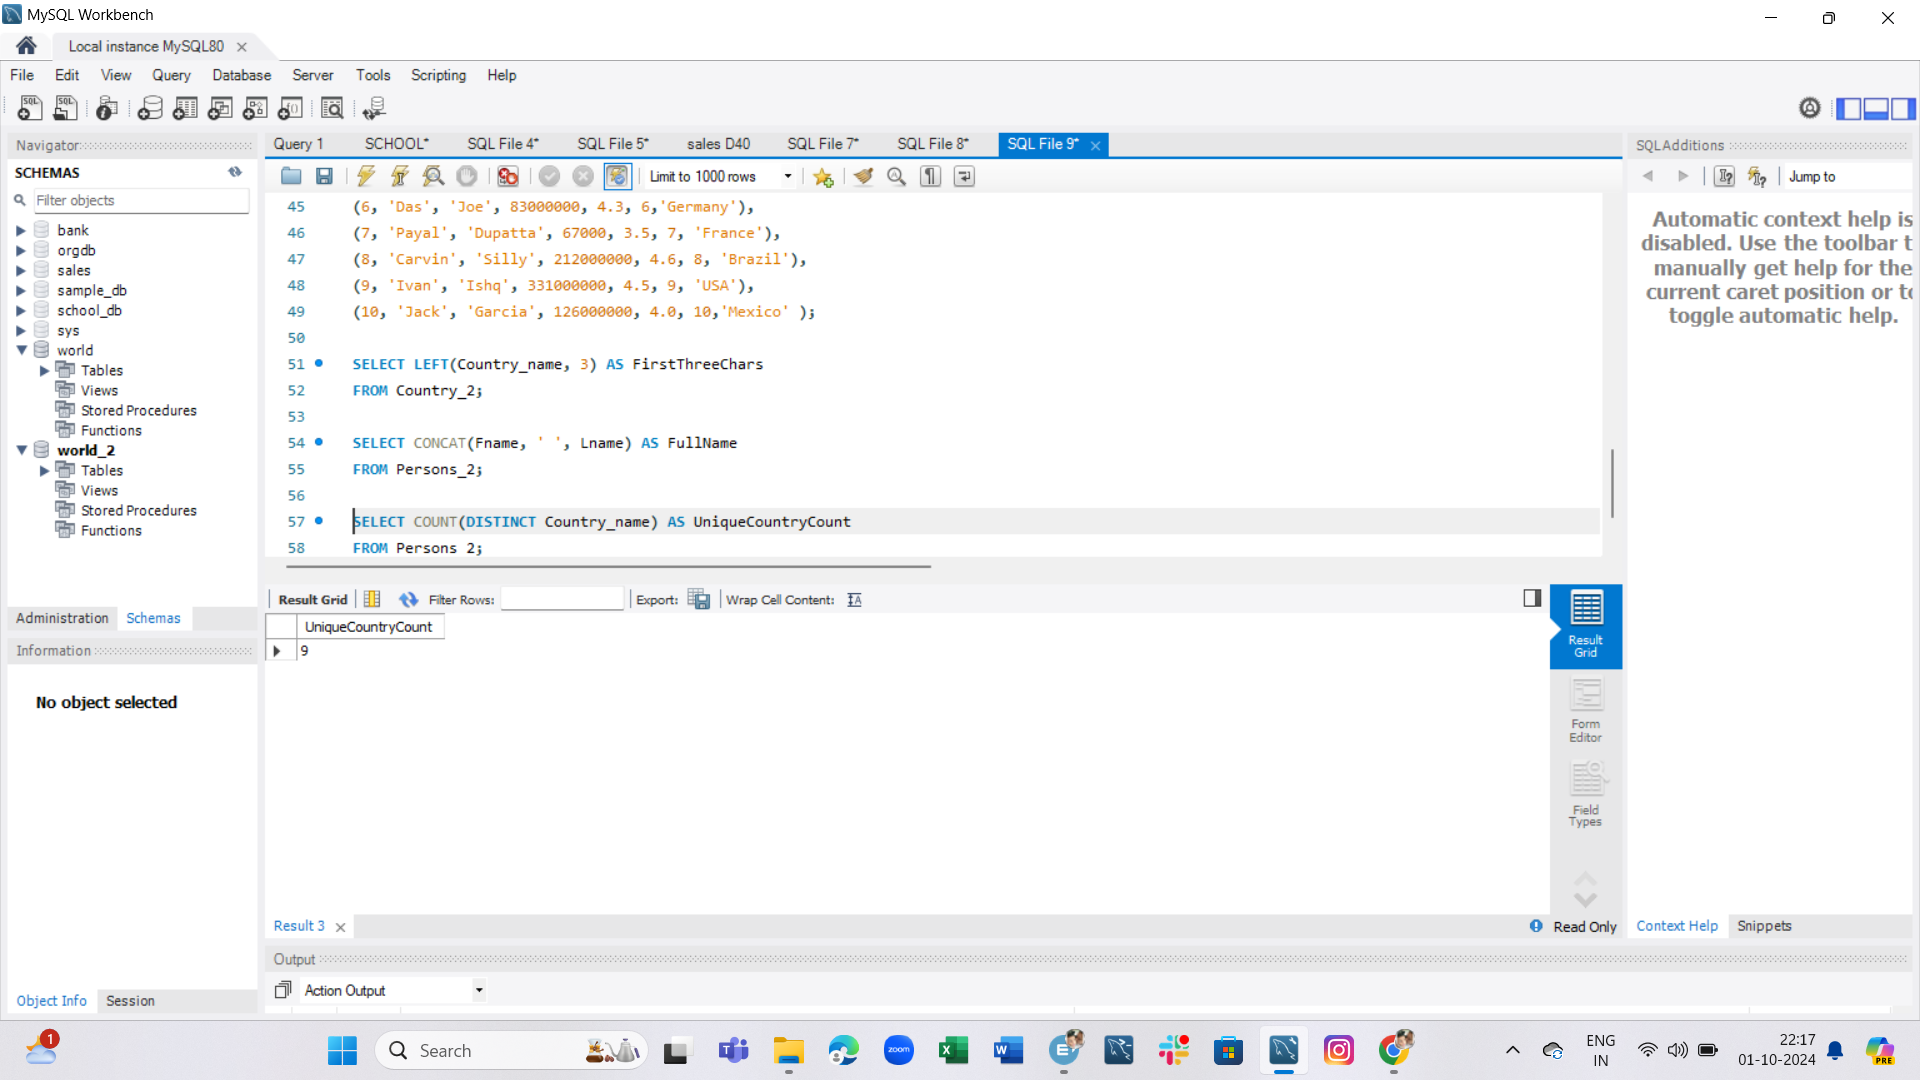 MySQL Workbench
Local instance MySQL80
File Edit View Query Database Server Tools Scripting Help
Navigator
SCHEMAS
Filter objects
bank
orgdb
sales
sample_db
school_db
sys
world
Tables
Views
Stored Procedures
Functions
world_2
Tables
Views
Stored Procedures
Functions
Administration Schemas
Information
No object selected
Object Info Session
Query 1 SCHOOL* SQL File 4* SQL File 5* sales D40 SQL File 7* SQL File 8* SQL File 9*
Limit to 1000 rows
45 (6, 'Das', 'Joe', 83000000, 4.3, 6,'Germany'),
46 (7, 'Payal', 'Dupatta', 67000, 3.5, 7, 'France'),
47 (8, 'Carvin', 'Silly', 212000000, 4.6, 8, 'Brazil'),
48 (9, 'Ivan', 'Ishq', 331000000, 4.5, 9, 'USA'),
49 (10, 'Jack', 'Garcia', 126000000, 4.0, 10,'Mexico' );
50
51 SELECT LEFT(Country_name, 3) AS FirstThreeChars
52 FROM Country_2;
53
54 SELECT CONCAT(Fname, ' ', Lname) AS FullName
55 FROM Persons_2;
56
57 SELECT COUNT(DISTINCT Country_name) AS UniqueCountryCount
58 FROM Persons 2;
Result Grid Filter Rows: Export: Wrap Cell Content:
UniqueCountryCount
9
Result Grid
Form Editor
Field Types
Result 3
Read Only
Output
Action Output
SQLAdditions
Jump to
Automatic context help is
disabled. Use the toolbar t
manually get help for the
current caret position or to
toggle automatic help.
Context Help Snippets
1
Search
zoom
ENG
IN
22:17
01-10-2024
PRE